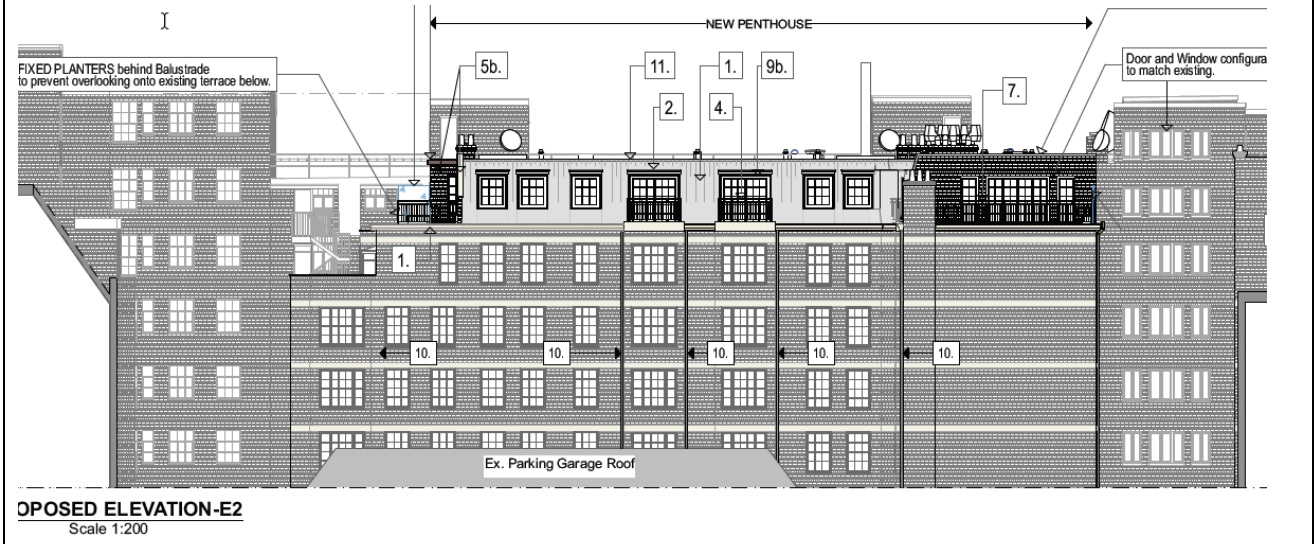 NEW PENTHOUSE
FIXED PLANTERS behind Balustrade
to prevent overlooking onto existing terrace below.
5b.
11.
1.
9b.
Door and Window configura
to match existing.
7.
2.
4.
1.
10.
10.
10.
10.
10.
Ex. Parking Garage Roof
OPOSED ELEVATION-E2
Scale 1:200